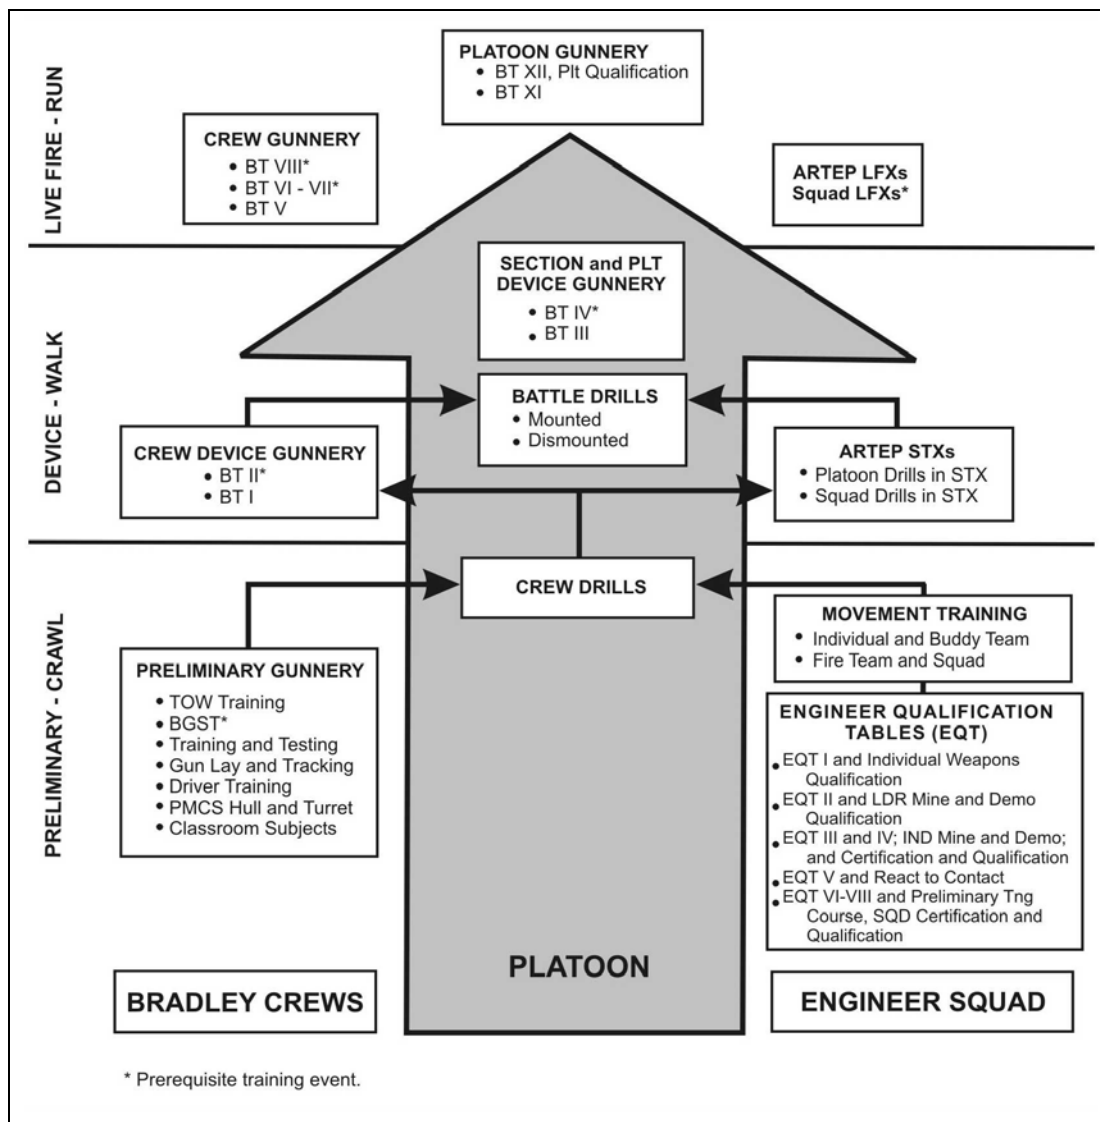 PLATOON GUNNERY
• BT XII, Plt Qualification
• BT XI
LIVE FIRE - RUN
CREW GUNNERY
• BT VIII*
• BT VI - VII*
• BT V
ARTEP LFXs
Squad LFXs*
SECTION and PLT
DEVICE GUNNERY
• BT IV*
• BT III
DEVICE - WALK
BATTLE DRILLS
• Mounted
• Dismounted
CREW DEVICE GUNNERY
• BT II*
• BT I
ARTEP STXs
• Platoon Drills in STX
• Squad Drills in STX
PRELIMINARY - CRAWL
CREW DRILLS
MOVEMENT TRAINING
• Individual and Buddy Team
• Fire Team and Squad
PRELIMINARY GUNNERY
• TOW Training
• BGST*
• Training and Testing
• Gun Lay and Tracking
• Driver Training
• PMCS Hull and Turret
• Classroom Subjects
ENGINEER QUALIFICATION
TABLES (EQT)
• EQT I and Individual Weapons
Qualification
• EQT II and LDR Mine and Demo
Qualification
• EQT III and IV; IND Mine and Demo;
and Certification and Qualification
• EQT V and React to Contact
• EQT VI-VIII and Preliminary Tng
Course, SQD Certification and
Qualification
PLATOON
BRADLEY CREWS
ENGINEER SQUAD
* Prerequisite training event.